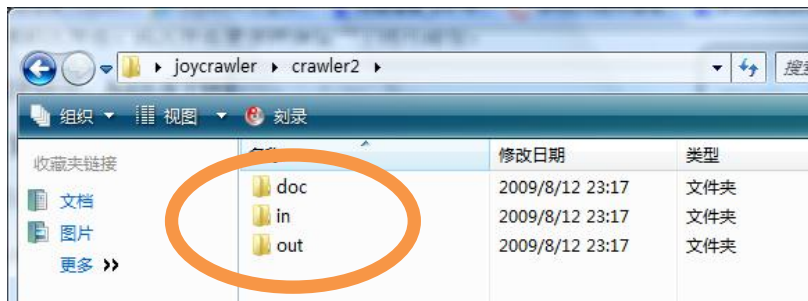 ▸ joycrawler ▸ crawler2 ▸
组织 视图 刻录
收藏夹链接
修改日期 类型
文档
图片
更多 »
doc 2009/8/12 23:17 文件夹
in 2009/8/12 23:17 文件夹
out 2009/8/12 23:17 文件夹